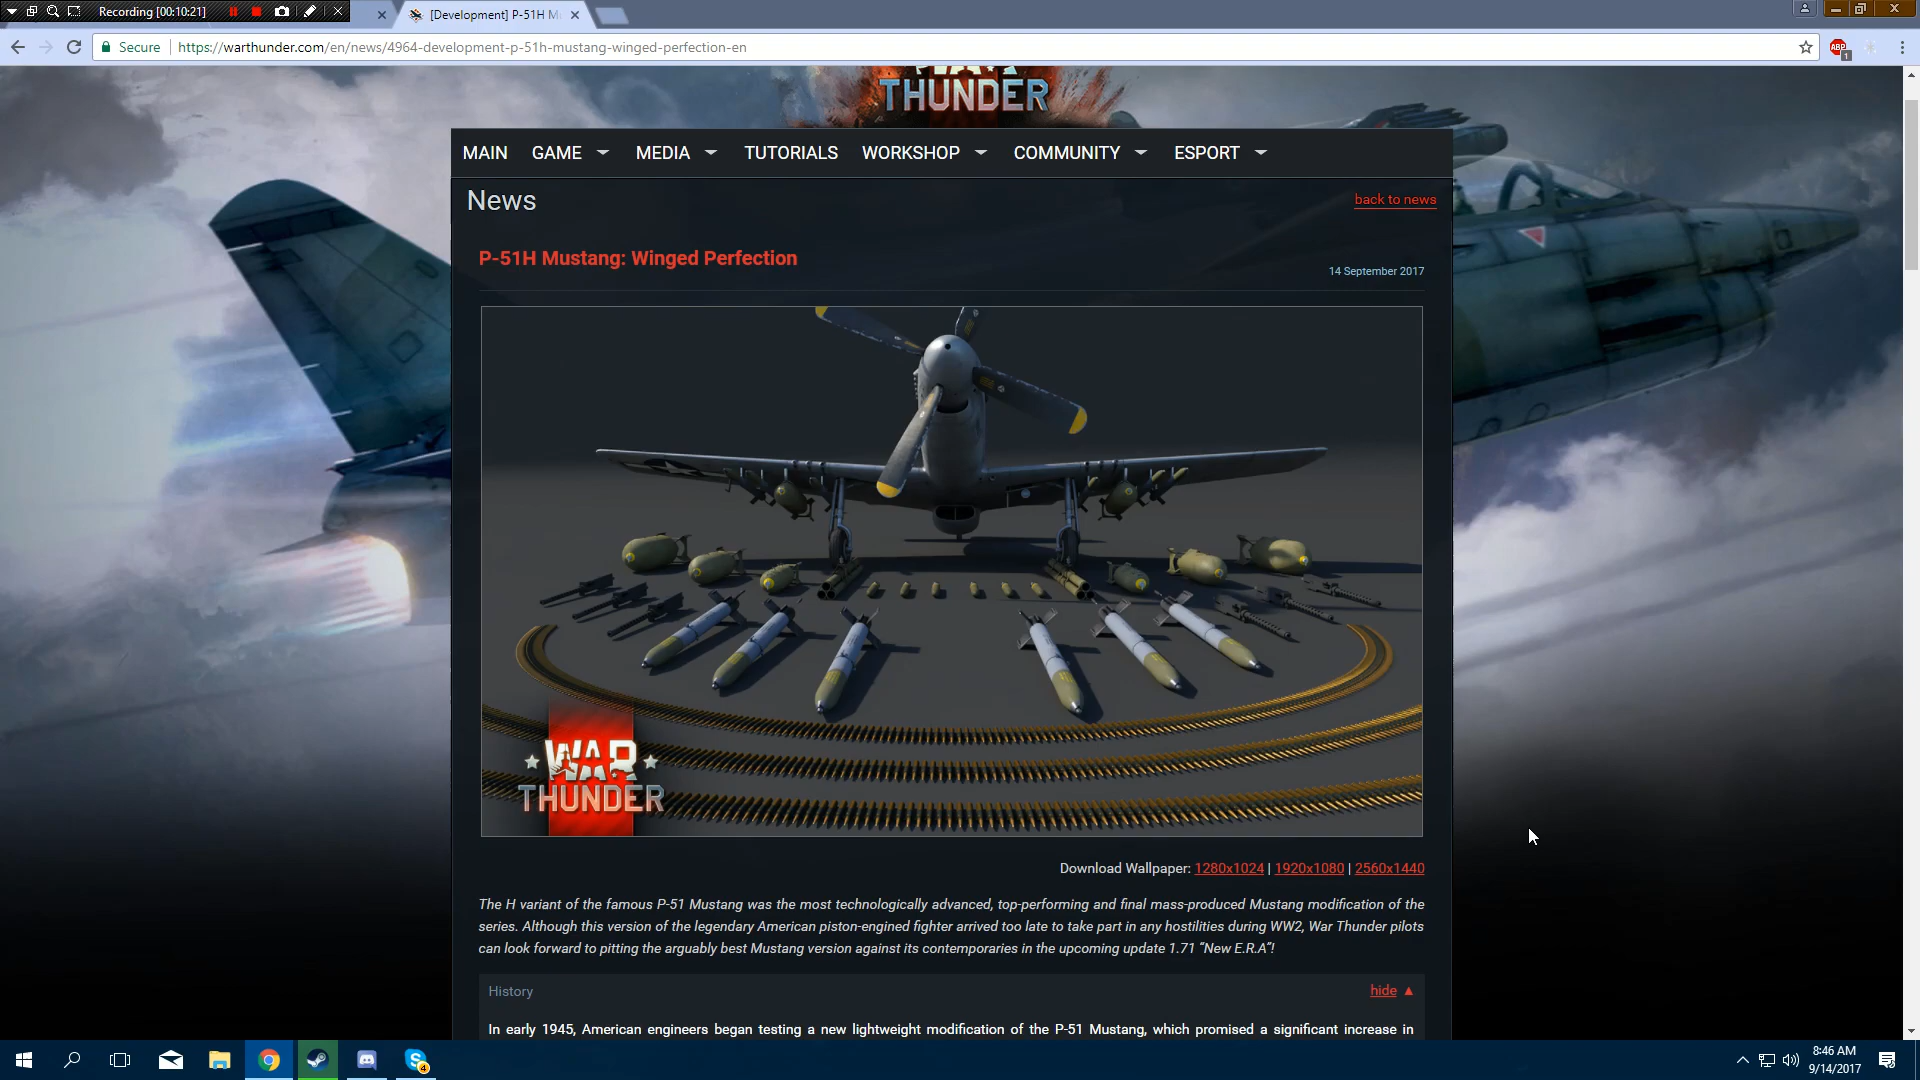 Recording [00:10:21]
[Development] P-51H M
Secure
https://warthunder.com/en/news/4964-development-p-51h-mustang-winged-perfection-en
ABP
1
WAR
THUNDER
MAIN GAME MEDIA TUTORIALS WORKSHOP COMMUNITY ESPORT
News
back to news
P-51H Mustang: Winged Perfection
14 September 2017
WAR
THUNDER
Download Wallpaper: 1280x1024 | 1920x1080 | 2560x1440
The H variant of the famous P-51 Mustang was the most technologically advanced, top-performing and final mass-produced Mustang modification of the
series. Although this version of the legendary American piston-engined fighter arrived too late to take part in any hostilities during WW2, War Thunder pilots
can look forward to pitting the arguably best Mustang version against its contemporaries in the upcoming update 1.71 "New E.R.A"!
History
hide ▲
In early 1945, American engineers began testing a new lightweight modification of the P-51 Mustang, which promised a significant increase in
4
8:46 AM
9/14/2017